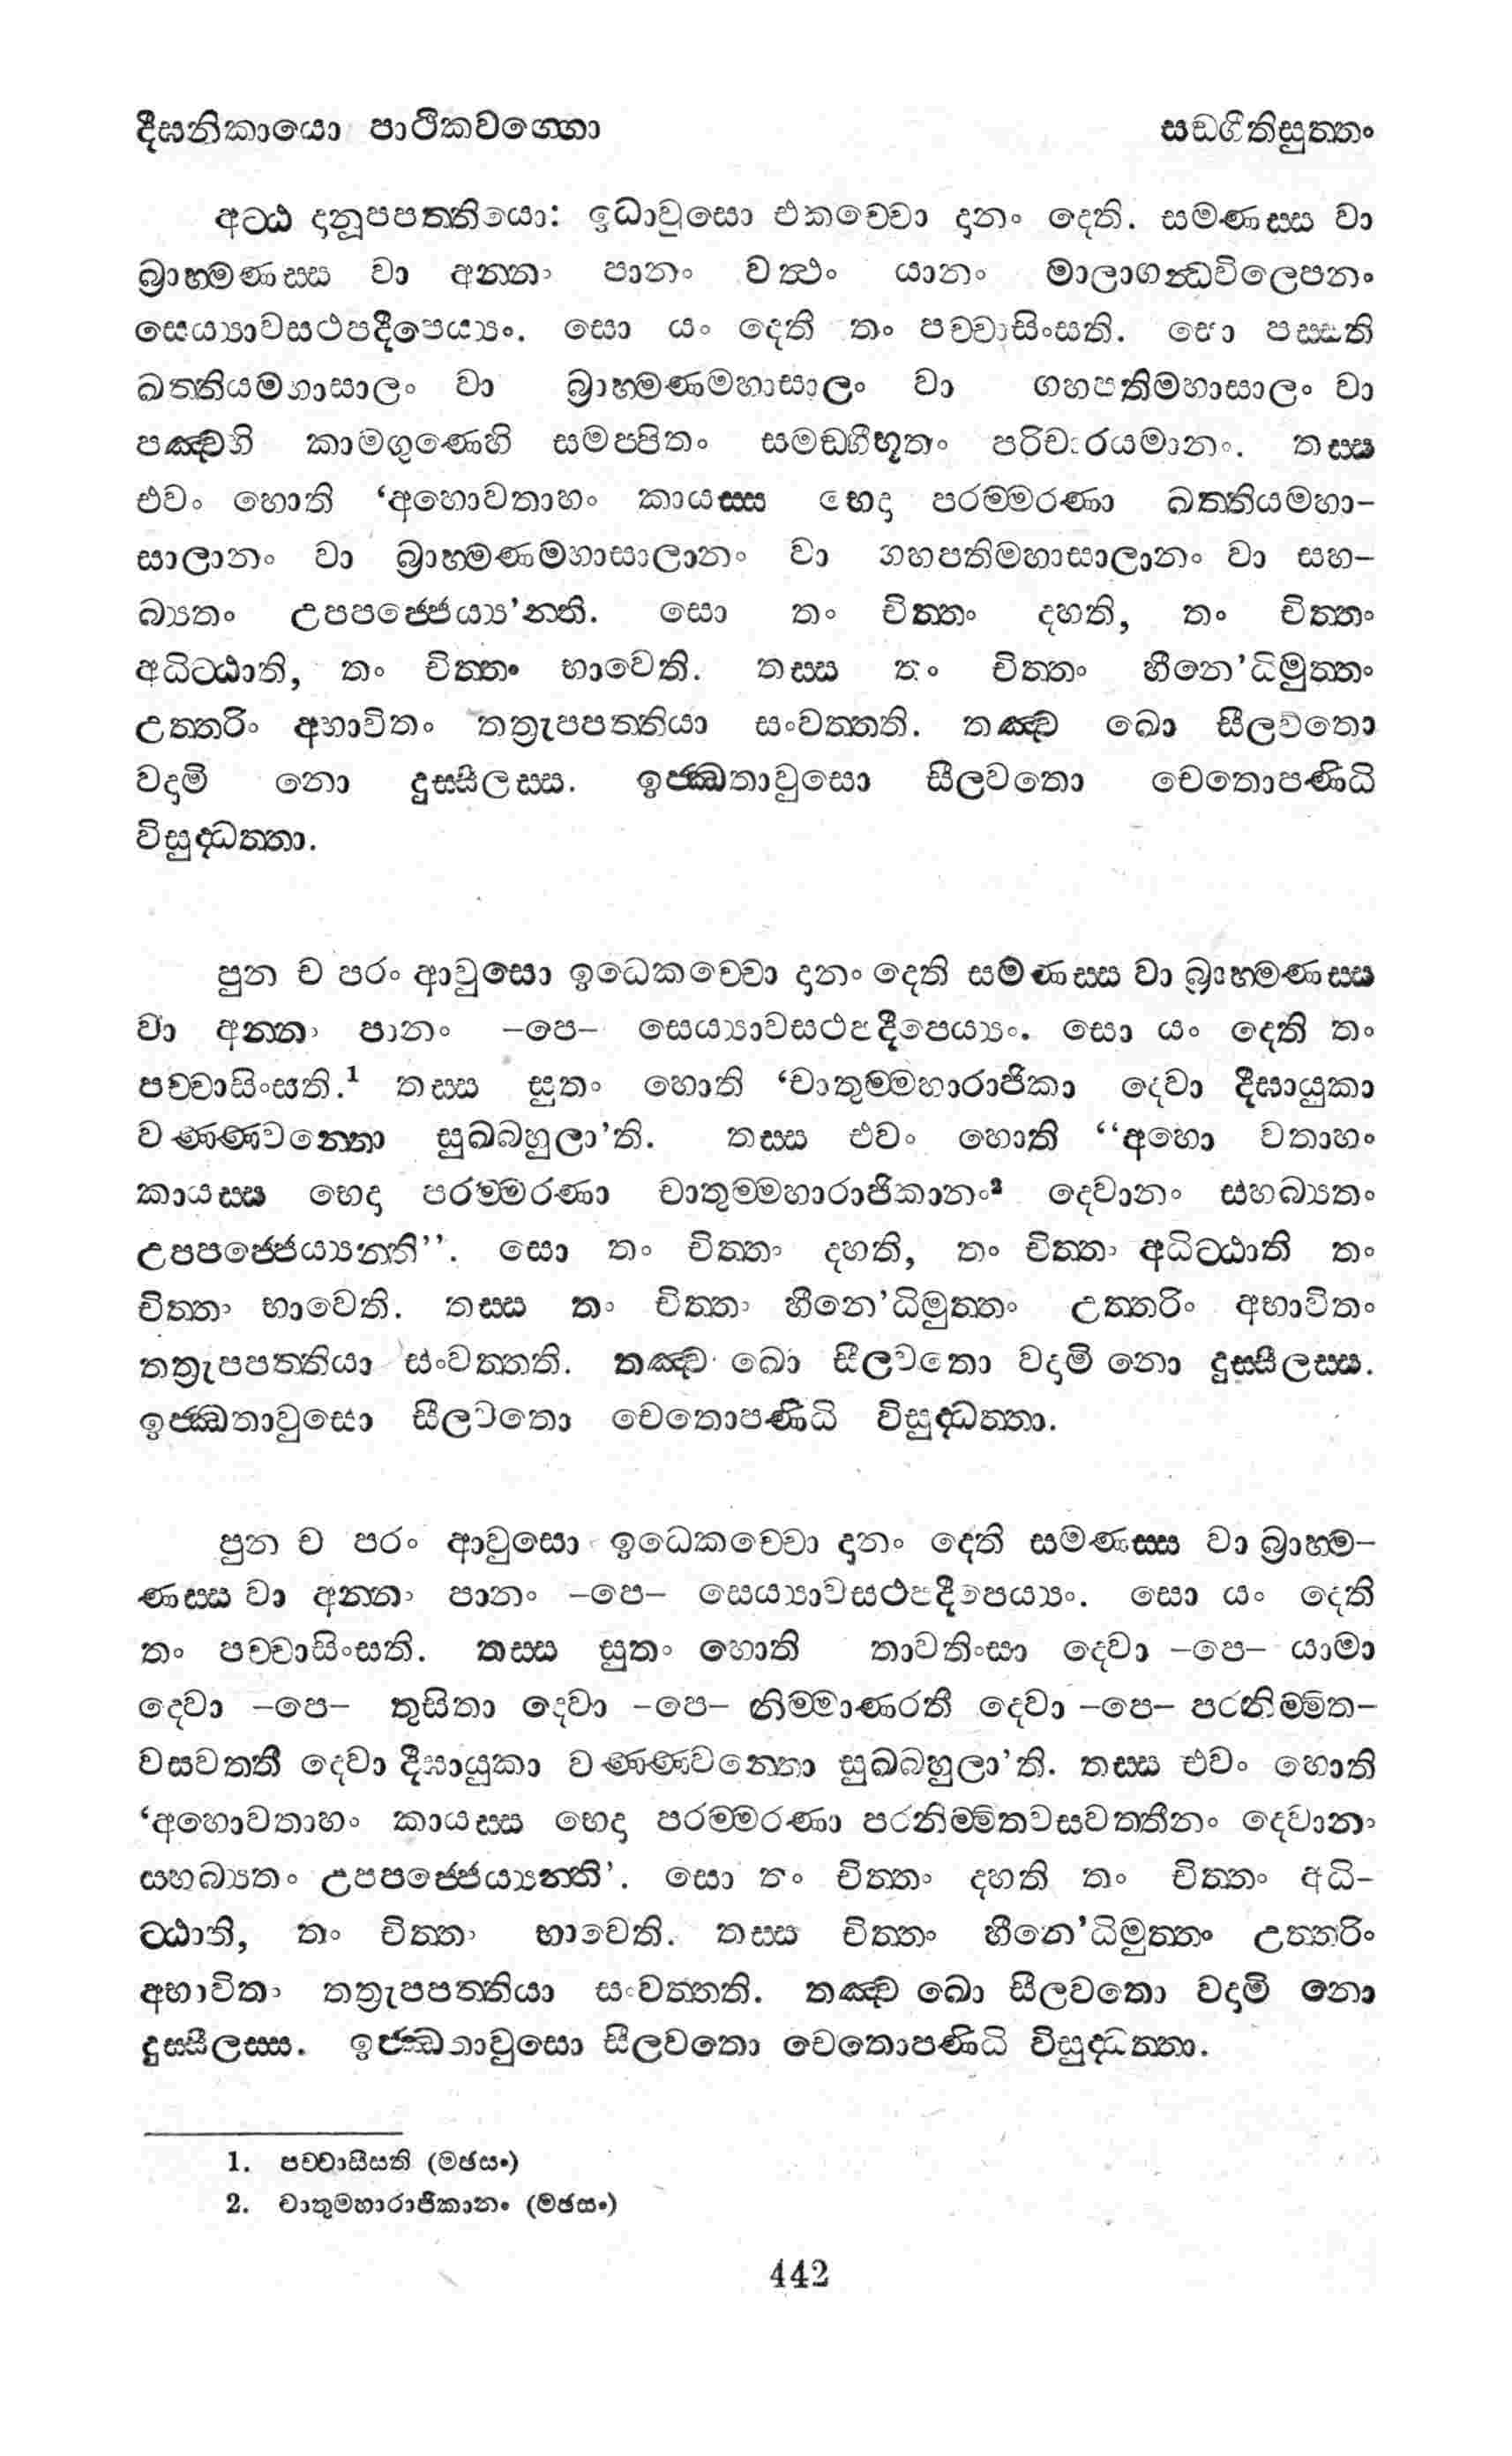 දීඝනිකායො පාථිකවග්ගො
සඞගීතිසුත්තං
අට්ඨ දානූපපත්තියො: ඉධාවුසො එකච්චො දානං දෙති. සමණස්ස වා
බ්‍රාහ්මණස්ස වා අන්නං පානං වත්ථං යානං මාලාගන්ධවිලෙපනං
සෙය්‍යාවසථපදීපෙය්‍යං. සො යං දෙති තං පච්චාසිංසති. සො පස්සති
ඛත්තියමහාසාලං වා බ්‍රාහ්මණමහාසාලං වා ගහපතිමහාසාලං වා
පඤ්චහි කාමගුණෙහි සමප්පිතං සමඞ්ගීභූතං පරිචාරයමානං. තස්ස
එවං හොති ‘අහොවතාහං කායස්ස භෙදා පරම්මරණා ඛත්තියමහා–
සාලානං වා බ්‍රාහ්මණමහාසාලානං වා ගහපතිමහාසාලානං වා සහ–
බ්‍යතං උපපජ්ජෙය්‍ය’න්ති. සො තං චිත්තං දහති, තං චිත්තං
අධිට්ඨාති, තං චිත්තං භාවෙති. තස්ස තං චිත්තං හීනෙ’ධිමුත්තං
උත්තරිං අභාවිතං තත්‍රූපපත්තියා සංවත්තති. තඤ්ච ඛො සීලවතො
වදාමි නො දුස්සීලස්ස. ඉජ්ඣතාවුසො සීලවතො චෙතොපණිධි
විසුද්ධත්තා.
පුන ච පරං ආවුසො ඉධෙකච්චො දානං දෙති සමණස්ස වා බ්‍රාහ්මණස්ස
වා අන්නං පානං –පෙ– සෙය්‍යාවසථපදීපෙය්‍යං. සො යං දෙති තං
පච්චාසිංසති.¹ තස්ස සුතං හොති ‘චාතුම්මහාරාජිකා දෙවා දීඝායුකා
වණ්ණවන්තො සුඛබහුලා’ති. තස්ස එවං හොති “අහො වතාහං
කායස්ස භෙදා පරම්මරණා චාතුම්මහාරාජිකානං² දෙවානං සහබ්‍යතං
උපපජ්ජෙය්‍යන්ති”. සො තං චිත්තං දහති, තං චිත්තං අධිට්ඨාති තං
චිත්තං භාවෙති. තස්ස තං චිත්තං හීනෙ’ධිමුත්තං උත්තරිං අභාවිතං
තත්‍රූපපත්තියා සංවත්තති. තඤ්ච ඛො සීලවතො වදාමි නො දුස්සීලස්ස.
ඉජ්ඣතාවුසො සීලවතො චෙතොපණීධි විසුද්ධත්තා.
පුන ච පරං ආවුසො ඉධෙකච්චො දානං දෙති සමණස්ස වා බ්‍රාහ්ම–
ණස්ස වා අන්නං පානං –පෙ– සෙය්‍යාවසථපදීපෙය්‍යං. සො යං දෙති
තං පච්චාසිංසති. තස්ස සුතං හොති තාවතිංසා දෙවා –පෙ– යාමා
දෙවා –පෙ– තුසිතා දෙවා –පෙ– නිම්මාණරතී දෙවා –පෙ– පරනිම්මිත–
වසවත්තී දෙවා දීඝායුකා වණ්ණවන්තො සුඛබහුලා’ති. තස්ස එවං හොති
‘අහොවතාහං කායස්ස භෙදා පරම්මරණා පරනිම්මිතවසවත්තීනං දෙවානං
සහබ්‍යතං උපපජ්ජෙය්‍යන්ති’. සො තං චිත්තං දහති තං චිත්තං අධි–
ට්ඨාති, තං චිත්තං භාවෙති. තස්ස චිත්තං හීනෙ’ධිමුත්තං උත්තරිං
අභාවිතං තත්‍රූපපත්තියා සංවත්තති. තඤ්ච ඛො සීලවතො වදාමි නො
දුස්සීලස්ස. ඉජ්ඣතාවුසො සීලවතො චෙතොපණිධි විසුද්ධත්තා.
1. පච්චාසීසති (මඡසං)
2. චාතුමහාරාජිකානං (මඡසං)
442